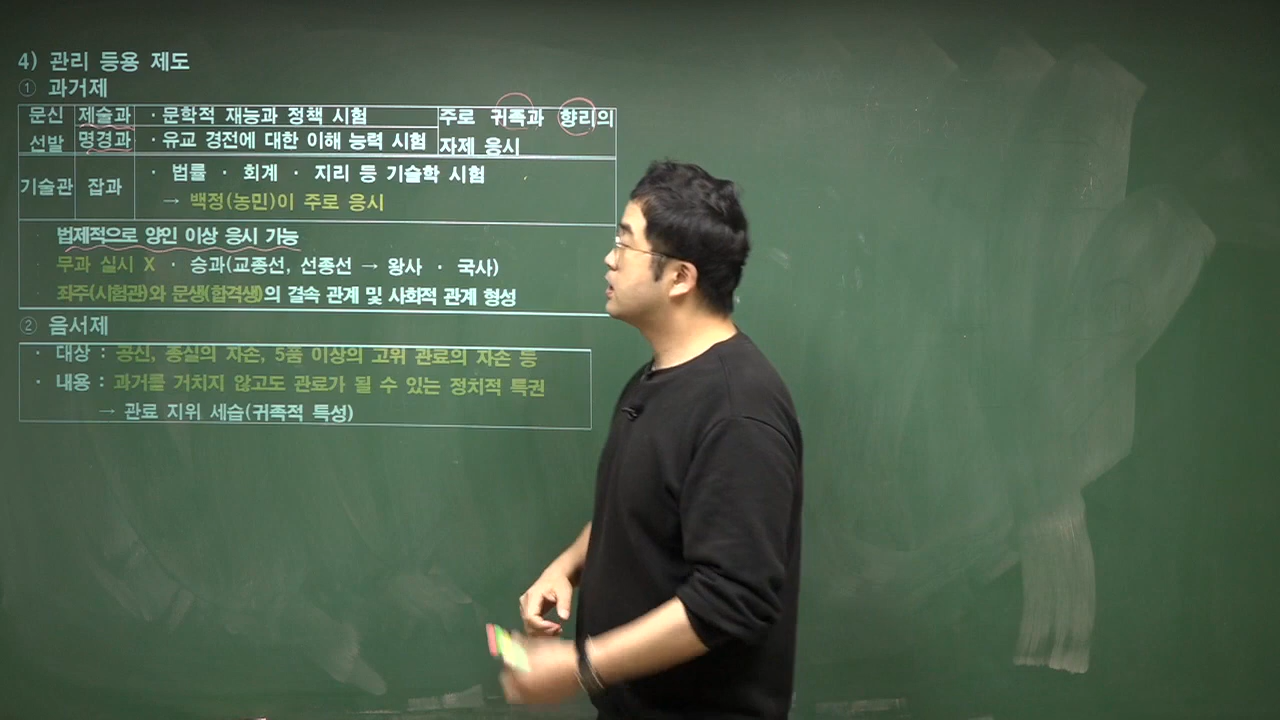 4) 관리 등용 제도
① 과거제
문신 선발 제술과 · 문학적 재능과 정책 시험 주로 귀족과 향리의 자제 응시
명경과 · 유교 경전에 대한 이해 능력 시험
기술관 잡과 · 법률 · 회계 · 지리 등 기술학 시험
→ 백정(농민)이 주로 응시
· 법제적으로 양인 이상 응시 가능
· 무과 실시 X · 승과(교종선, 선종선 → 왕사 · 국사)
· 좌주(시험관)와 문생(합격생)의 결속 관계 및 사회적 관계 형성
② 음서제
· 대상 : 공신, 종실의 자손, 5품 이상의 고위 관료의 자손 등
· 내용 : 과거를 거치지 않고도 관료가 될 수 있는 정치적 특권
→ 관료 지위 세습(귀족적 특성)